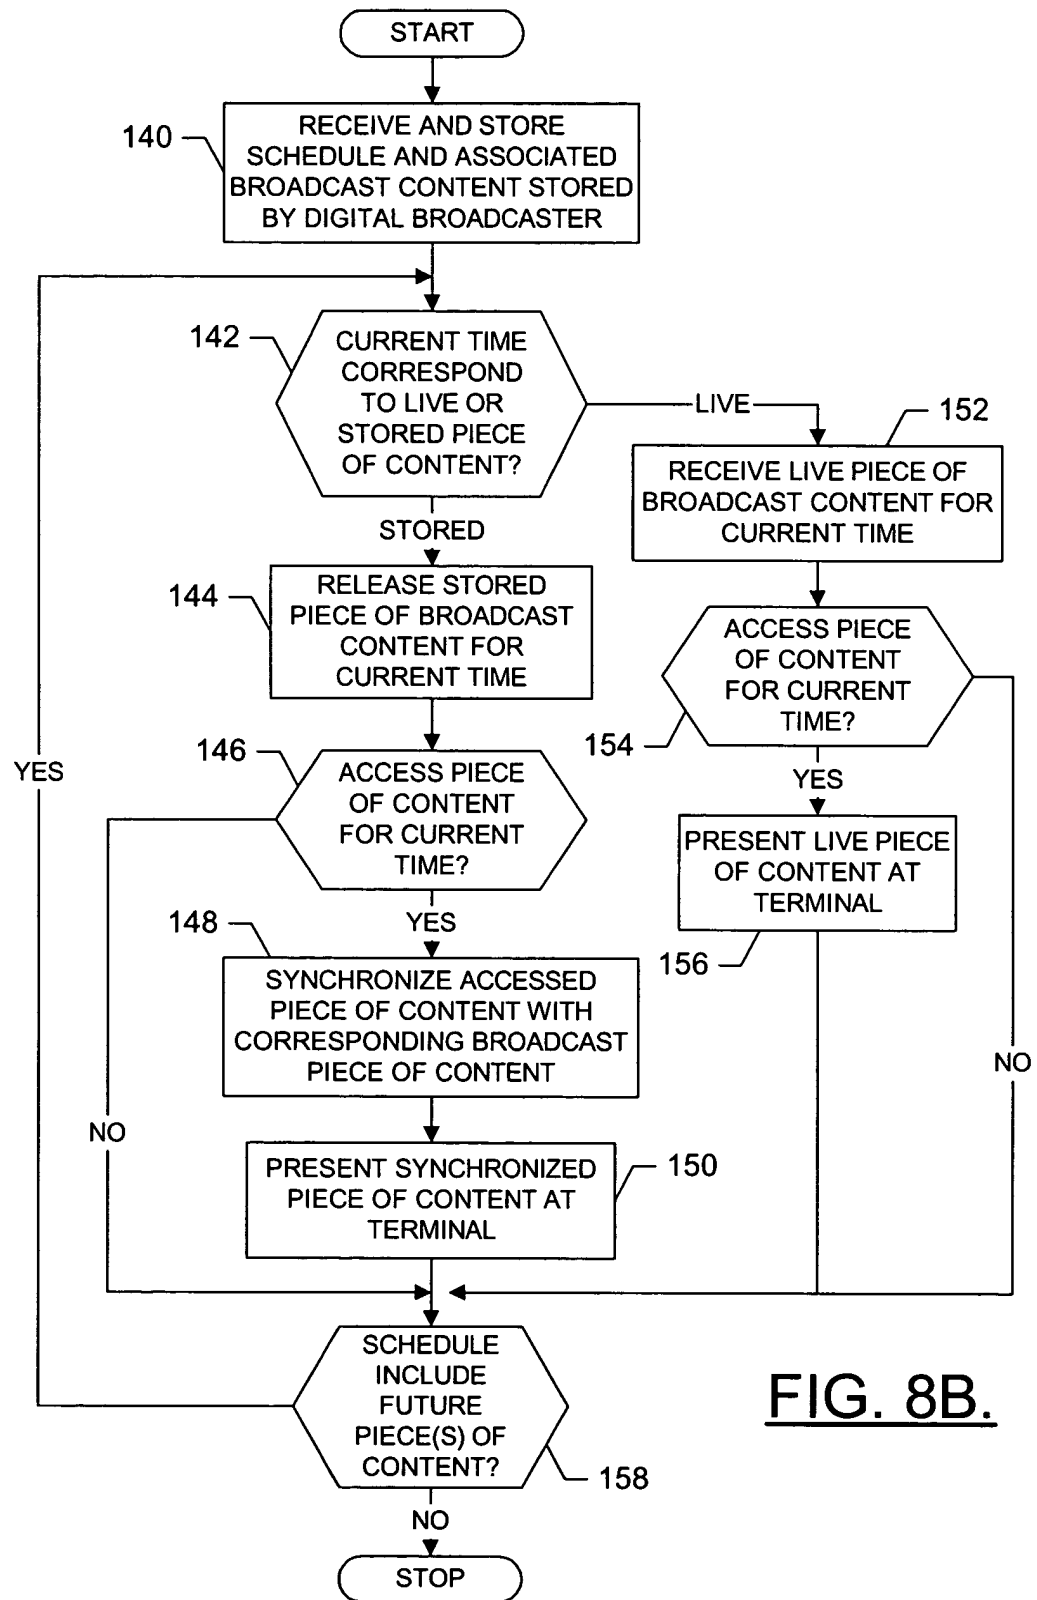 START
140
RECEIVE AND STORE
SCHEDULE AND ASSOCIATED
BROADCAST CONTENT STORED
BY DIGITAL BROADCASTER
142
CURRENT TIME
CORRESPOND
TO LIVE OR
STORED PIECE
OF CONTENT?
LIVE
152
RECEIVE LIVE PIECE OF
BROADCAST CONTENT FOR
CURRENT TIME
STORED
144
RELEASE STORED
PIECE OF BROADCAST
CONTENT FOR
CURRENT TIME
ACCESS PIECE
OF CONTENT
FOR CURRENT
TIME?
154
146
ACCESS PIECE
OF CONTENT
FOR CURRENT
TIME?
YES
YES
PRESENT LIVE PIECE
OF CONTENT AT
TERMINAL
156
YES
148
SYNCHRONIZE ACCESSED
PIECE OF CONTENT WITH
CORRESPONDING BROADCAST
PIECE OF CONTENT
NO
NO
PRESENT SYNCHRONIZED
PIECE OF CONTENT AT
TERMINAL
150
SCHEDULE
INCLUDE
FUTURE
PIECE(S) OF
CONTENT?
158
NO
STOP
FIG. 8B.